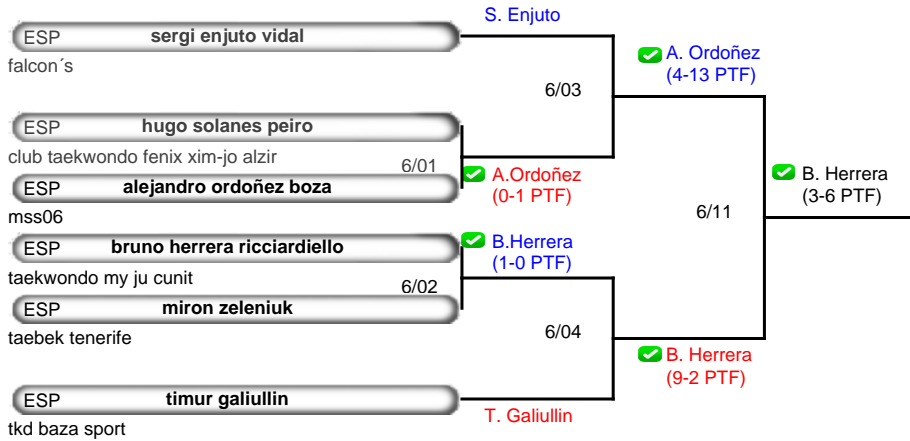 S. Enjuto
ESP sergi enjuto vidal
falcon´s
A. Ordoñez
(4-13 PTF)
6/03
ESP hugo solanes peiro
club taekwondo fenix xim-jo alzir
6/01
A.Ordoñez
(0-1 PTF)
ESP alejandro ordoñez boza
mss06
B. Herrera
(3-6 PTF)
6/11
ESP bruno herrera ricciardiello
taekwondo my ju cunit
B.Herrera
(1-0 PTF)
6/02
ESP miron zeleniuk
taebek tenerife
6/04
B. Herrera
(9-2 PTF)
ESP timur galiullin
tkd baza sport
T. Galiullin